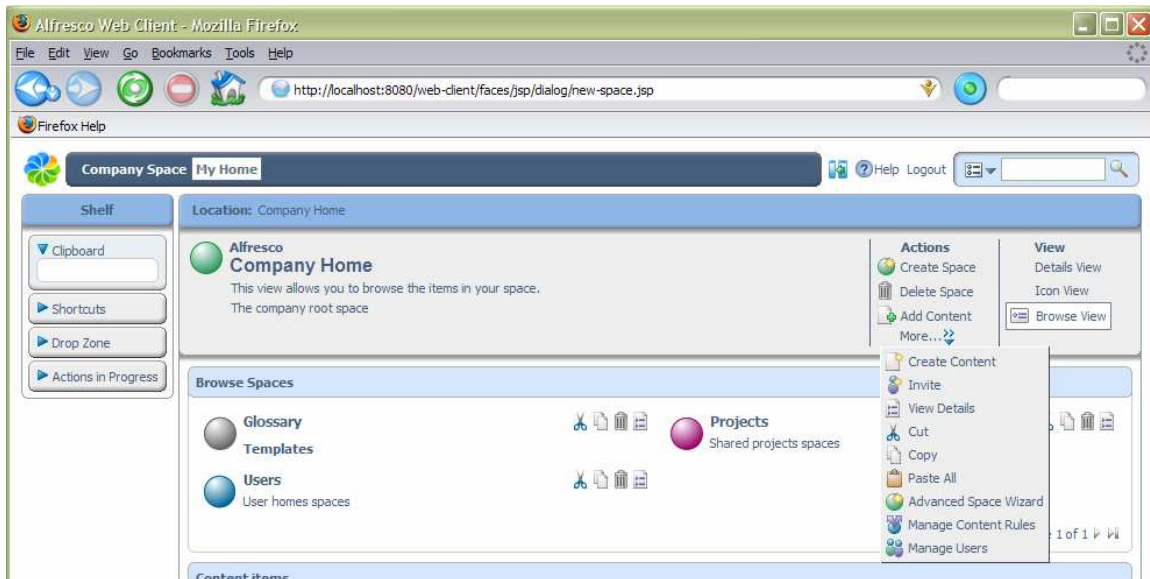 Alfresco Web Client - Mozilla Firefox
File Edit View Go Bookmarks Tools Help
http://localhost:8080/web-client/faces/jsp/dialog/new-space.jsp
Firefox Help
Company Space My Home
Help Logout
Shelf
Location: Company Home
Clipboard
Shortcuts
Drop Zone
Actions in Progress
Alfresco
Company Home
This view allows you to browse the items in your space.
The company root space
Actions
Create Space
Delete Space
Add Content
More...
View
Details View
Icon View
Browse View
Create Content
Invite
View Details
Cut
Copy
Paste All
Advanced Space Wizard
Manage Content Rules
Manage Users
Browse Spaces
Glossary
Templates
Projects
Shared projects spaces
Users
User homes spaces
1 of 1
Content items